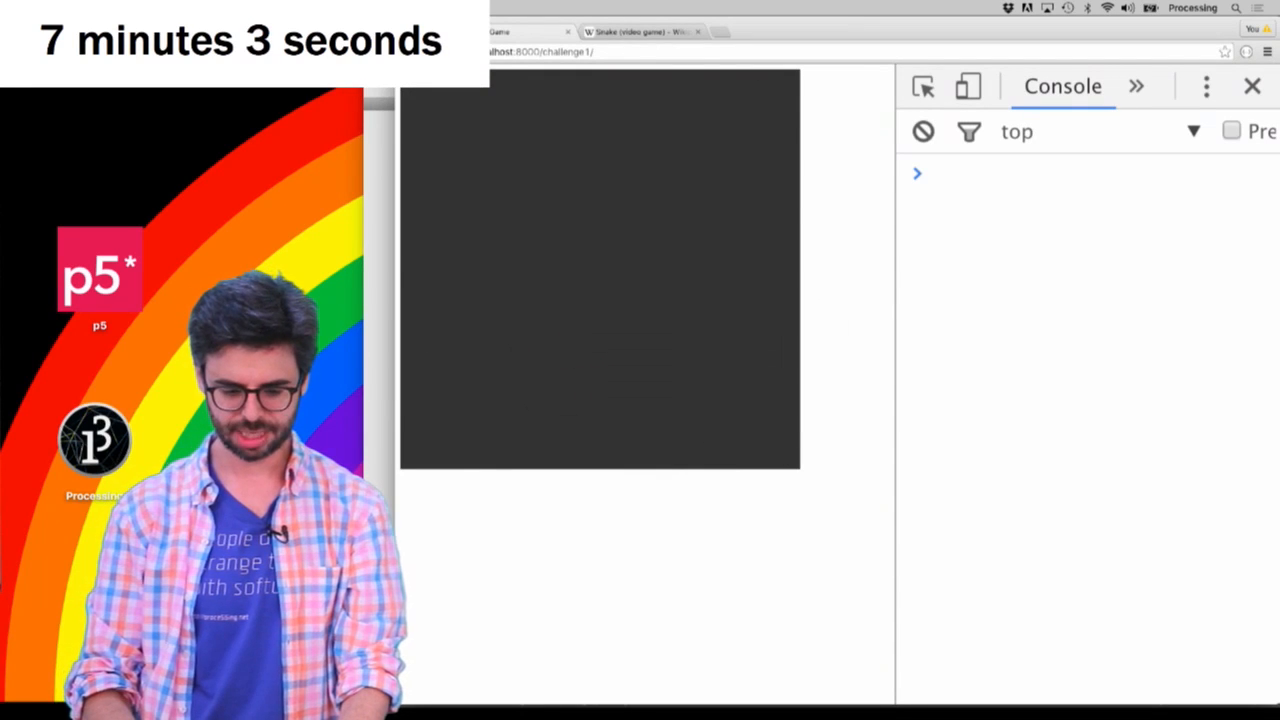 7 minutes 3 seconds
Processing
Game
Snake (video game) - Wiki
You
alhost:8000/challenge1/
Console
top
Pre
p5*
p5
Processing
ople
range t
ith softw
processing.net